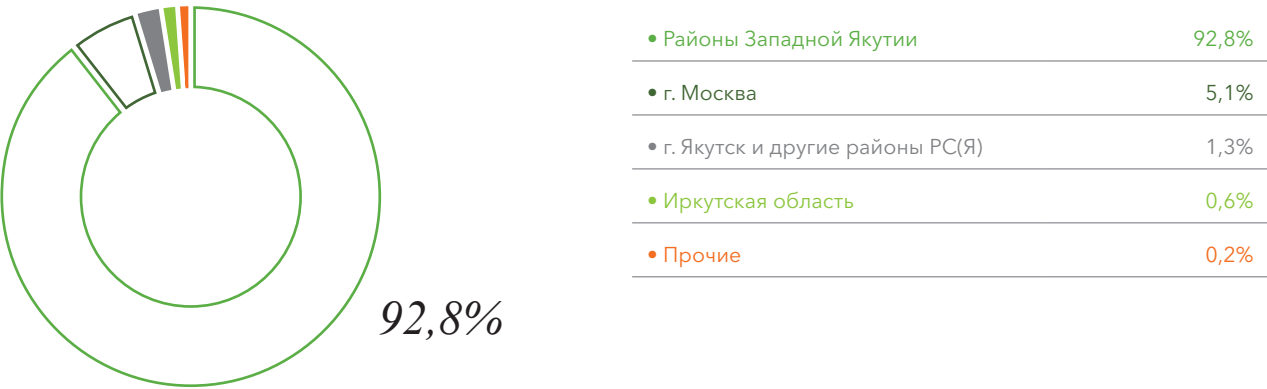 • Районы Западной Якутии 92,8%
• г. Москва 5,1%
• г. Якутск и другие районы РС(Я) 1,3%
• Иркутская область 0,6%
• Прочие 0,2%
92,8%